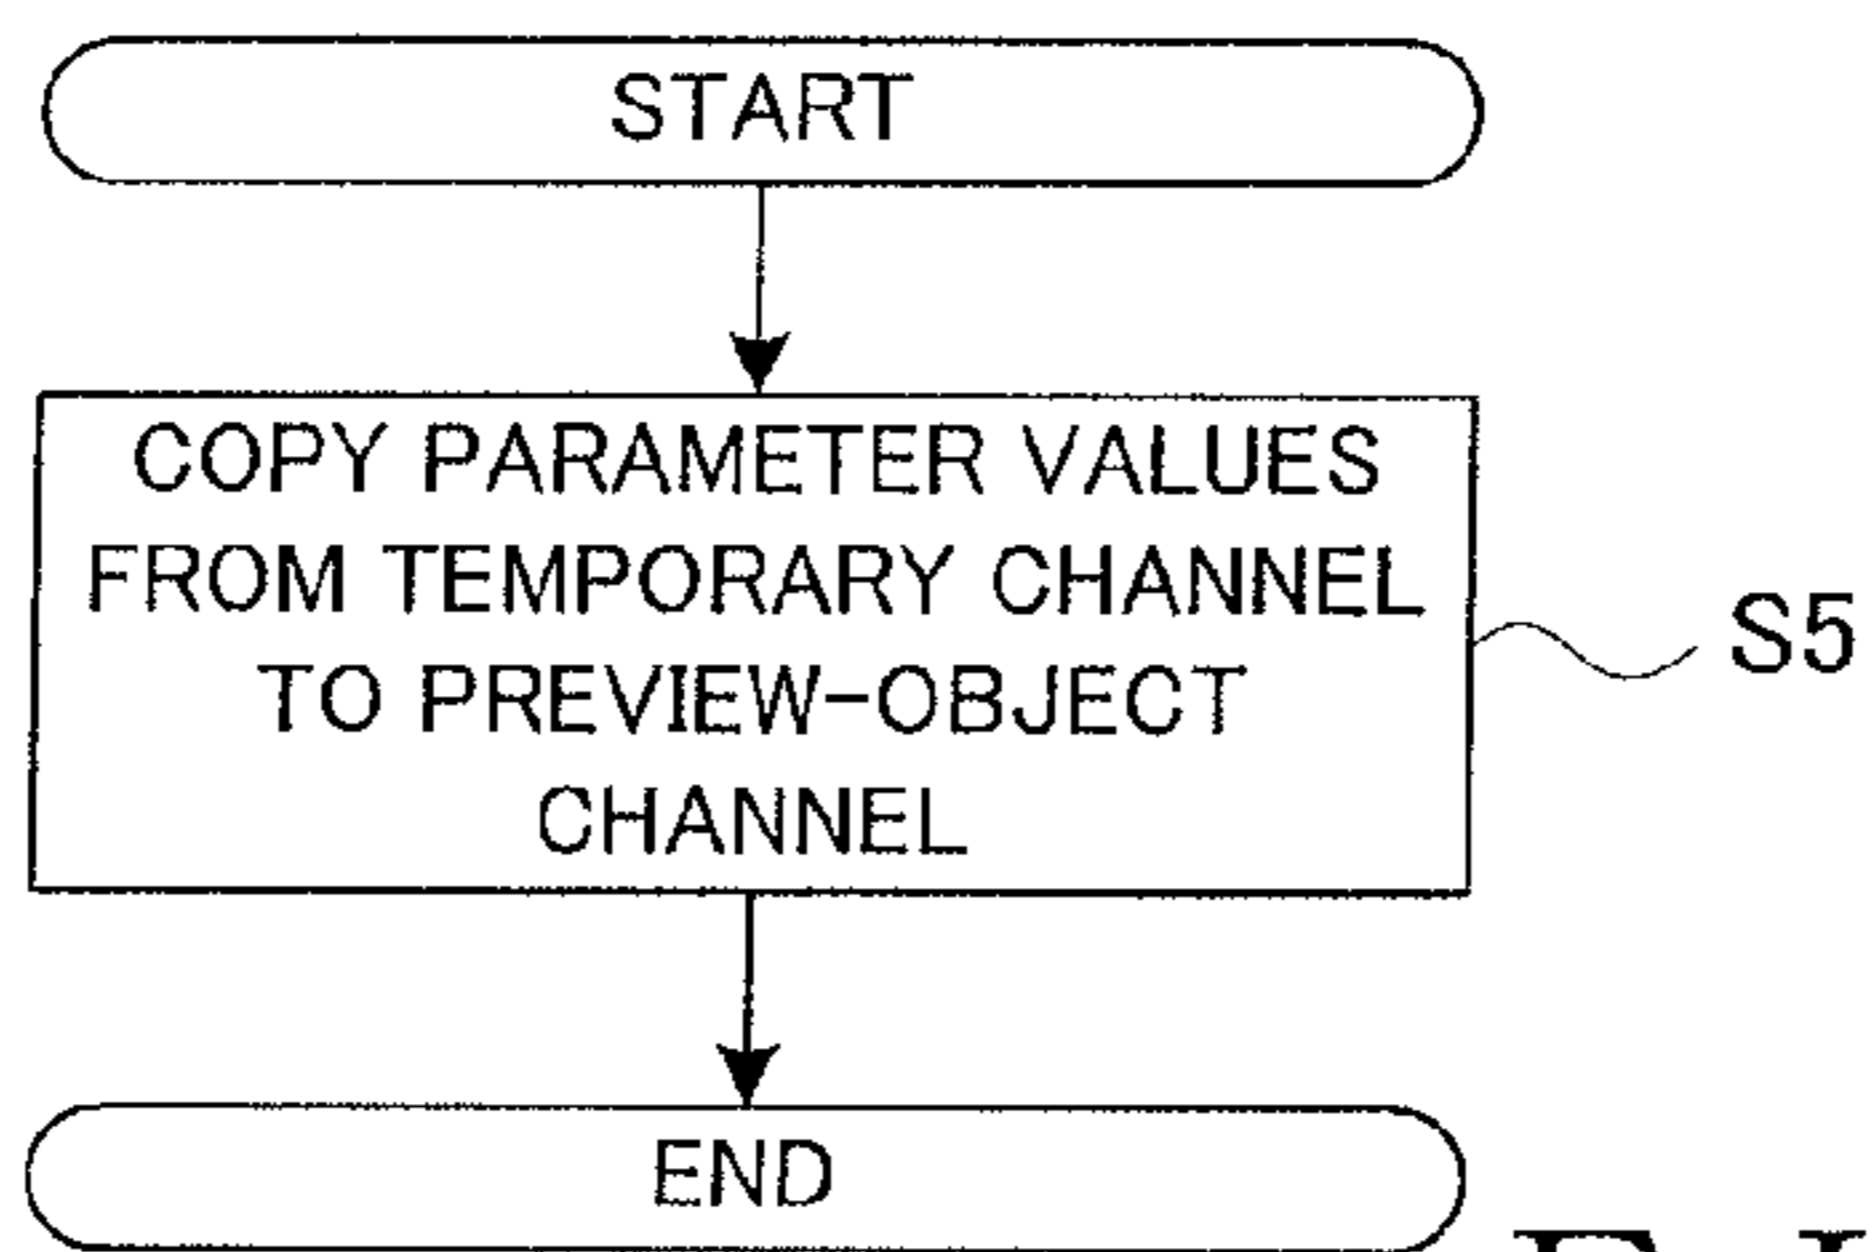 START
COPY PARAMETER VALUES
FROM TEMPORARY CHANNEL
TO PREVIEW-OBJECT
CHANNEL
S5
END